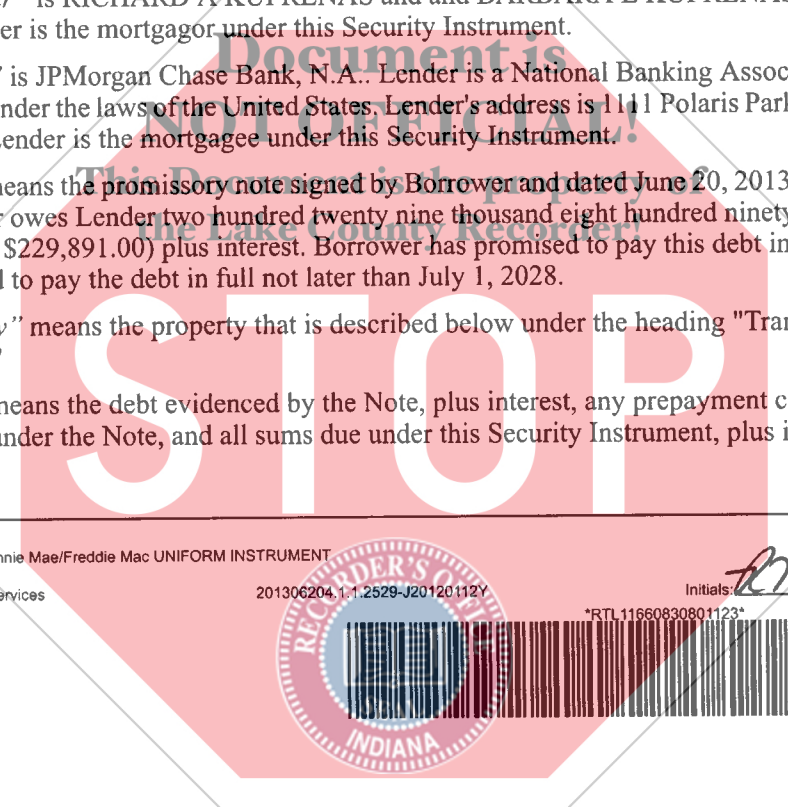 is RICHARD A KUPRENAS and and BARBARA E KUPRENAS
er is the mortgagor under this Security Instrument.
Document is
” is JPMorgan Chase Bank, N.A.. Lender is a National Banking Assoc
nder the laws of the United States. Lender's address is 1111 Polaris Park
NOT OFFICIAL!
ender is the mortgagee under this Security Instrument.
This Document is the property of
neans the promissory note signed by Borrower and dated June 20, 2013
r owes Lender two hundred twenty nine thousand eight hundred ninety
the Lake County Recorder!
$229,891.00) plus interest. Borrower has promised to pay this debt in
l to pay the debt in full not later than July 1, 2028.
y” means the property that is described below under the heading "Tran
STOP
neans the debt evidenced by the Note, plus interest, any prepayment c
under the Note, and all sums due under this Security Instrument, plus i
nnie Mae/Freddie Mac UNIFORM INSTRUMENT
ervices
201306204.1.1.2529-J20120112Y
Initials:
*RTL11660830801123*
RECORDER'S OFFICE
SEAL
INDIANA